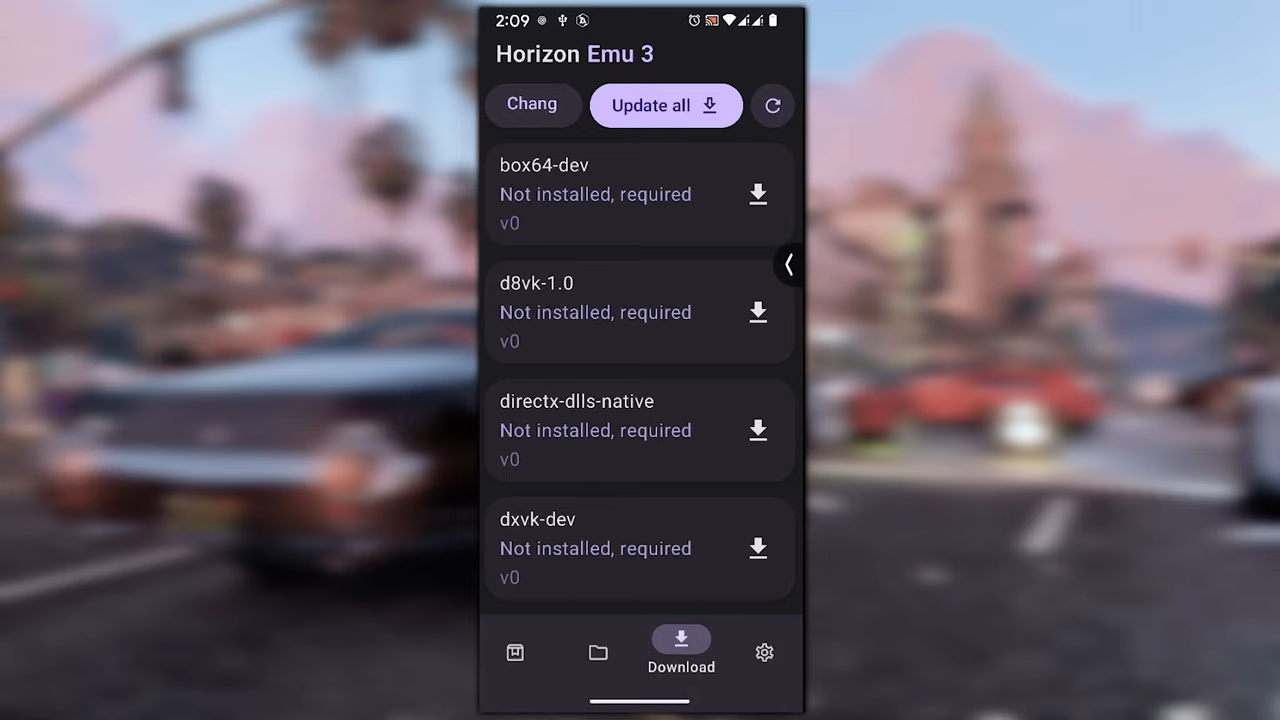 2:09
Horizon Emu 3
Chang
Update all
box64-dev
Not installed, required
v0
d8vk-1.0
Not installed, required
v0
directx-dlls-native
Not installed, required
v0
dxvk-dev
Not installed, required
v0
Download